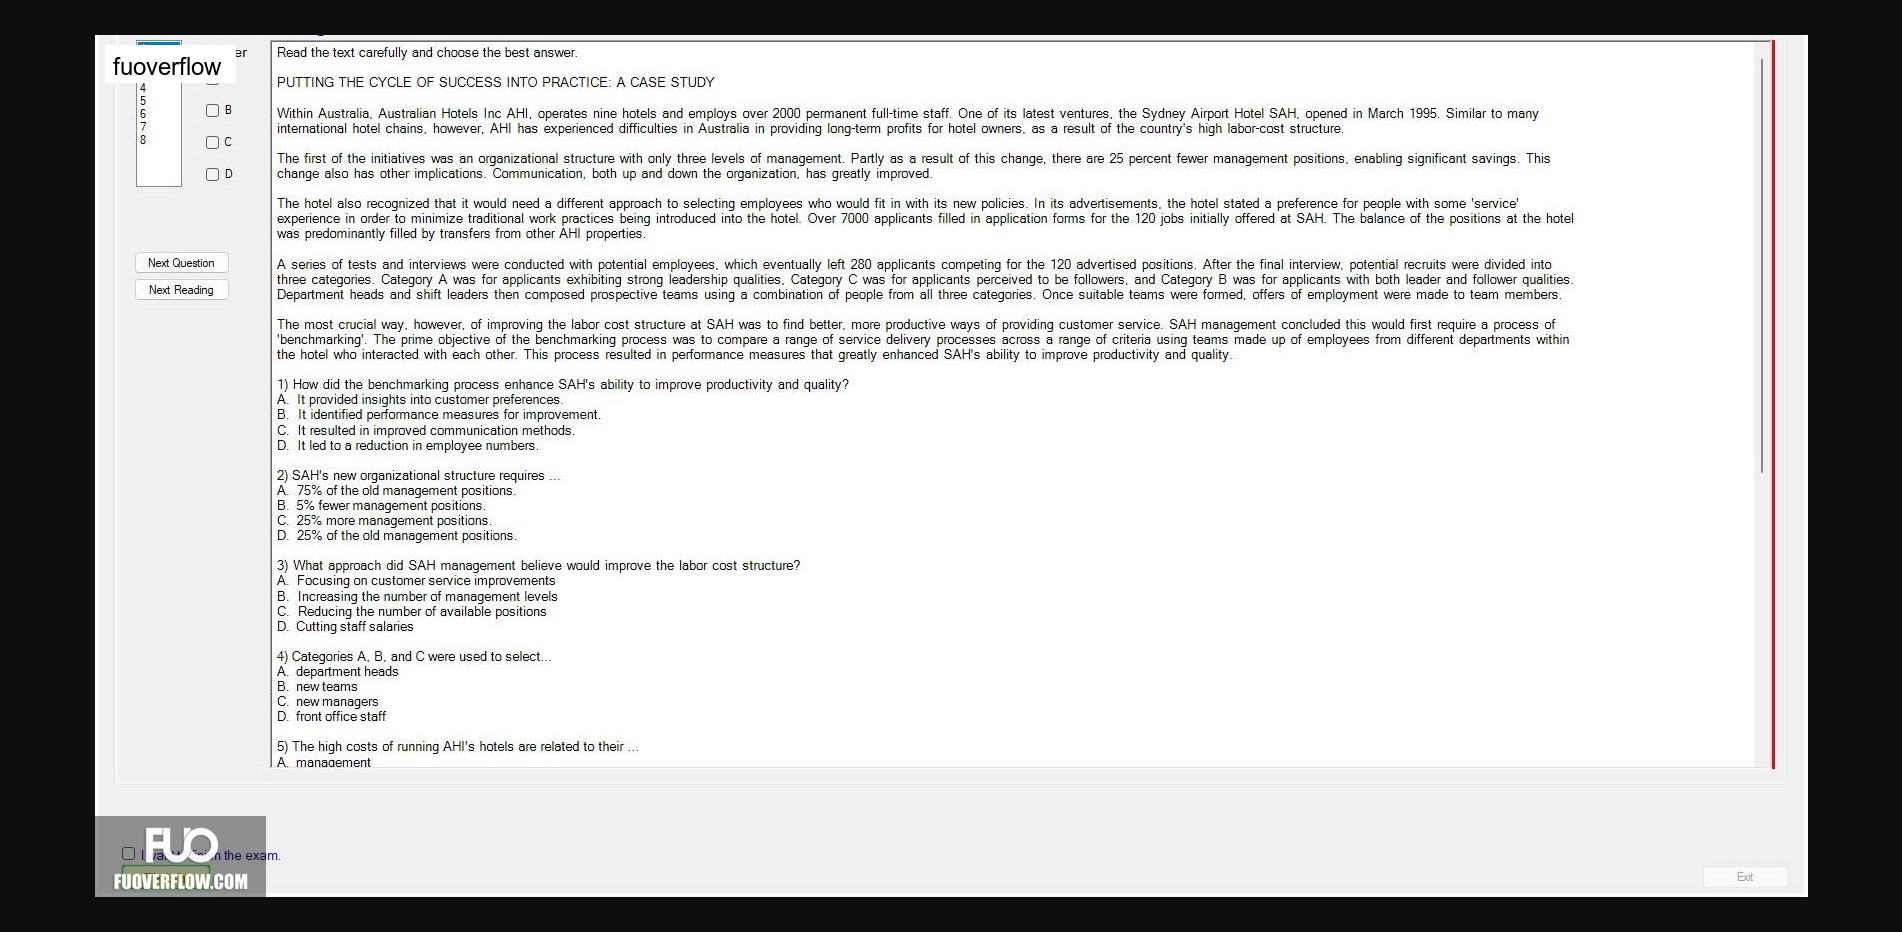 er
fuoverflow
4
5
6
7
8
B
C
D
Next Question
Next Reading
Read the text carefully and choose the best answer.
PUTTING THE CYCLE OF SUCCESS INTO PRACTICE: A CASE STUDY
Within Australia, Australian Hotels Inc AHI, operates nine hotels and employs over 2000 permanent full-time staff. One of its latest ventures, the Sydney Airport Hotel SAH, opened in March 1995. Similar to many
international hotel chains, however, AHI has experienced difficulties in Australia in providing long-term profits for hotel owners, as a result of the country's high labor-cost structure.
The first of the initiatives was an organizational structure with only three levels of management. Partly as a result of this change, there are 25 percent fewer management positions, enabling significant savings. This
change also has other implications. Communication, both up and down the organization, has greatly improved.
The hotel also recognized that it would need a different approach to selecting employees who would fit in with its new policies. In its advertisements, the hotel stated a preference for people with some 'service'
experience in order to minimize traditional work practices being introduced into the hotel. Over 7000 applicants filled in application forms for the 120 jobs initially offered at SAH. The balance of the positions at the hotel
was predominantly filled by transfers from other AHI properties.
A series of tests and interviews were conducted with potential employees, which eventually left 280 applicants competing for the 120 advertised positions. After the final interview, potential recruits were divided into
three categories. Category A was for applicants exhibiting strong leadership qualities, Category C was for applicants perceived to be followers, and Category B was for applicants with both leader and follower qualities.
Department heads and shift leaders then composed prospective teams using a combination of people from all three categories. Once suitable teams were formed, offers of employment were made to team members.
The most crucial way, however, of improving the labor cost structure at SAH was to find better, more productive ways of providing customer service. SAH management concluded this would first require a process of
'benchmarking'. The prime objective of the benchmarking process was to compare a range of service delivery processes across a range of criteria using teams made up of employees from different departments within
the hotel who interacted with each other. This process resulted in performance measures that greatly enhanced SAH's ability to improve productivity and quality.
1) How did the benchmarking process enhance SAH's ability to improve productivity and quality?
A. It provided insights into customer preferences.
B. It identified performance measures for improvement.
C. It resulted in improved communication methods.
D. It led to a reduction in employee numbers.
2) SAH's new organizational structure requires ...
A. 75% of the old management positions.
B. 5% fewer management positions.
C. 25% more management positions.
D. 25% of the old management positions.
3) What approach did SAH management believe would improve the labor cost structure?
A. Focusing on customer service improvements
B. Increasing the number of management levels
C. Reducing the number of available positions
D. Cutting staff salaries
4) Categories A, B, and C were used to select...
A. department heads
B. new teams
C. new managers
D. front office staff
5) The high costs of running AHI's hotels are related to their ...
A. management
FUO
the exam.
FUOVERFLOW.COM
Exit